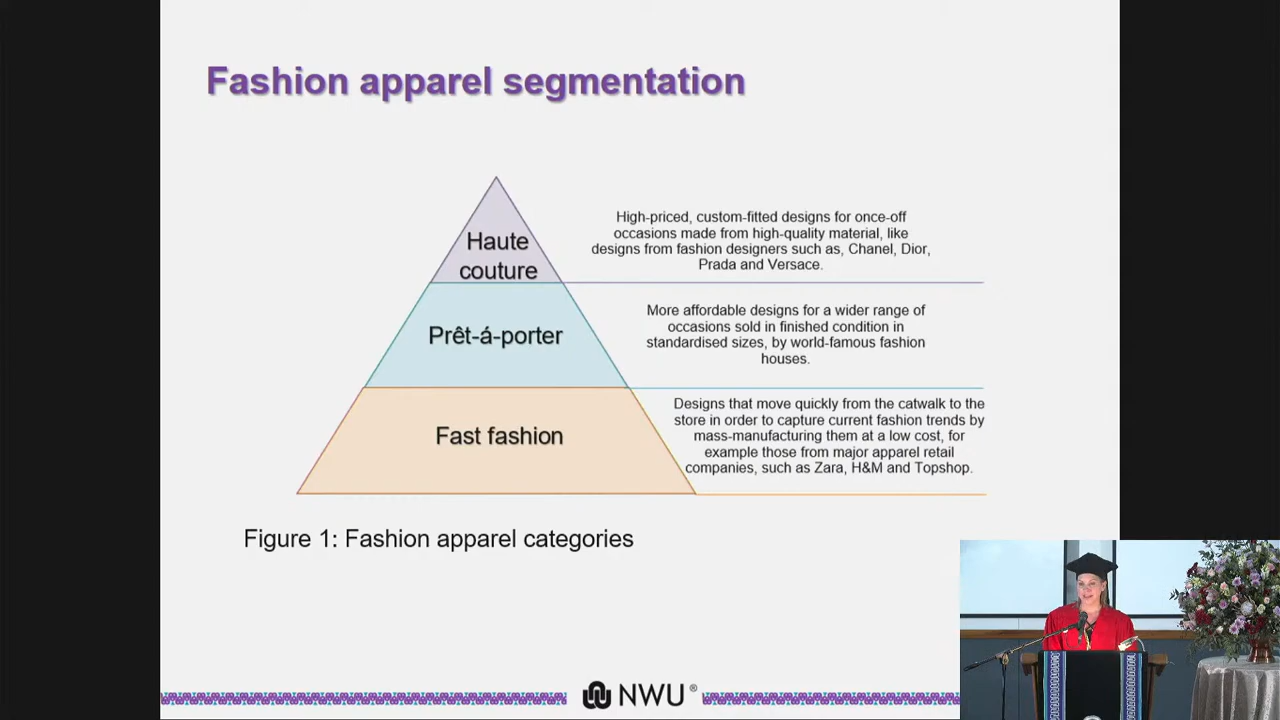 Fashion apparel segmentation
Haute
couture
High-priced, custom-fitted designs for once-off
occasions made from high-quality material, like
designs from fashion designers such as, Chanel, Dior,
Prada and Versace.
Prêt-á-porter
More affordable designs for a wider range of
occasions sold in finished condition in
standardised sizes, by world-famous fashion
houses.
Fast fashion
Designs that move quickly from the catwalk to the
store in order to capture current fashion trends by
mass-manufacturing them at a low cost, for
example those from major apparel retail
companies, such as Zara, H&M and Topshop.
Figure 1: Fashion apparel categories
NWU®